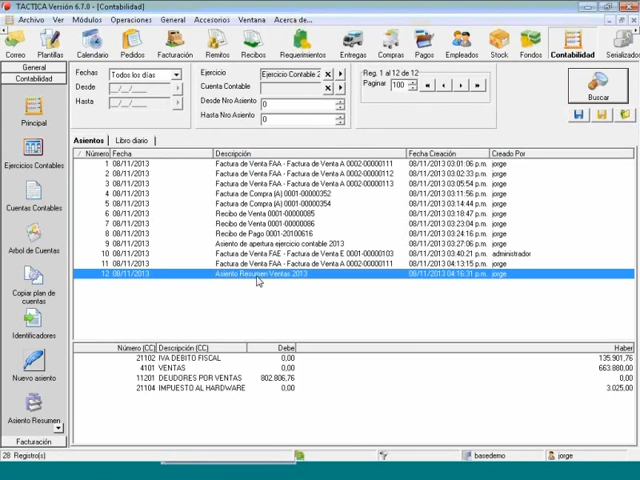 TACTICA Versión 6.7.0 - [Contabilidad]
Archivo Ver Módulos Operaciones General Accesorios Ventana Acerca de...
Correo Plantillas Calendario Pedidos Facturación Remitos Recibos Requerimientos Entregas Compras Pagos Empleados Stock Fondos Contabilidad Serializados
General
Contabilidad
Principal
Ejercicios Contables
Cuentas Contables
Arbol de Cuentas
Copiar plan de cuentas
Identificadores
Nuevo asiento
Asiento Resumen
Facturación
Fechas Todos los días
Desde __/__/____
Hasta __/__/____
Ejercicio Ejercicio Contable 2
Cuenta Contable
Desde Nro Asiento 0
Hasta Nro Asiento 0
Reg. 1 al 12 de 12
Paginar 100
Buscar
Asientos Libro diario
Número Fecha Descripción Fecha Creación Creado Por
1 08/11/2013 Factura de Venta FAA - Factura de Venta A 0002-00000111 08/11/2013 03:01:06 p.m. jorge
2 08/11/2013 Factura de Venta FAA - Factura de Venta A 0002-00000112 08/11/2013 03:02:33 p.m. jorge
3 08/11/2013 Factura de Venta FAA - Factura de Venta A 0002-00000113 08/11/2013 03:05:54 p.m. jorge
4 08/11/2013 Factura de Compra (A) 0001-00000352 08/11/2013 03:13:56 p.m. jorge
5 08/11/2013 Factura de Compra (A) 0001-00000354 08/11/2013 03:14:41 p.m. jorge
6 08/11/2013 Recibo de Venta 0001-00000085 08/11/2013 03:18:47 p.m. jorge
7 08/11/2013 Recibo de Venta 0001-00000086 08/11/2013 03:23:04 p.m. jorge
8 08/11/2013 Recibo de Pago 0001-20100616 08/11/2013 03:24:16 p.m. jorge
9 08/11/2013 Asiento de apertura ejercicio contable 2013 08/11/2013 03:27:06 p.m. jorge
10 08/11/2013 Factura de Venta FAE - Factura de Venta E 0001-00000103 08/11/2013 03:40:21 p.m. administrador
11 08/11/2013 Factura de Venta FAA - Factura de Venta A 0002-00000111 08/11/2013 04:13:15 p.m. jorge
12 08/11/2013 Asiento Resumen Ventas 2013 08/11/2013 04:16:31 p.m. jorge
Número (CC) Descripción (CC) Debe Haber
21102 IVA DEBITO FISCAL 0,00 135.901,76
4101 VENTAS 0,00 663.880,00
11201 DEUDORES POR VENTAS 802.806,76 0,00
21104 IMPUESTO AL HARDWARE 0,00 3.025,00
28 Registro(s) basedemo jorge